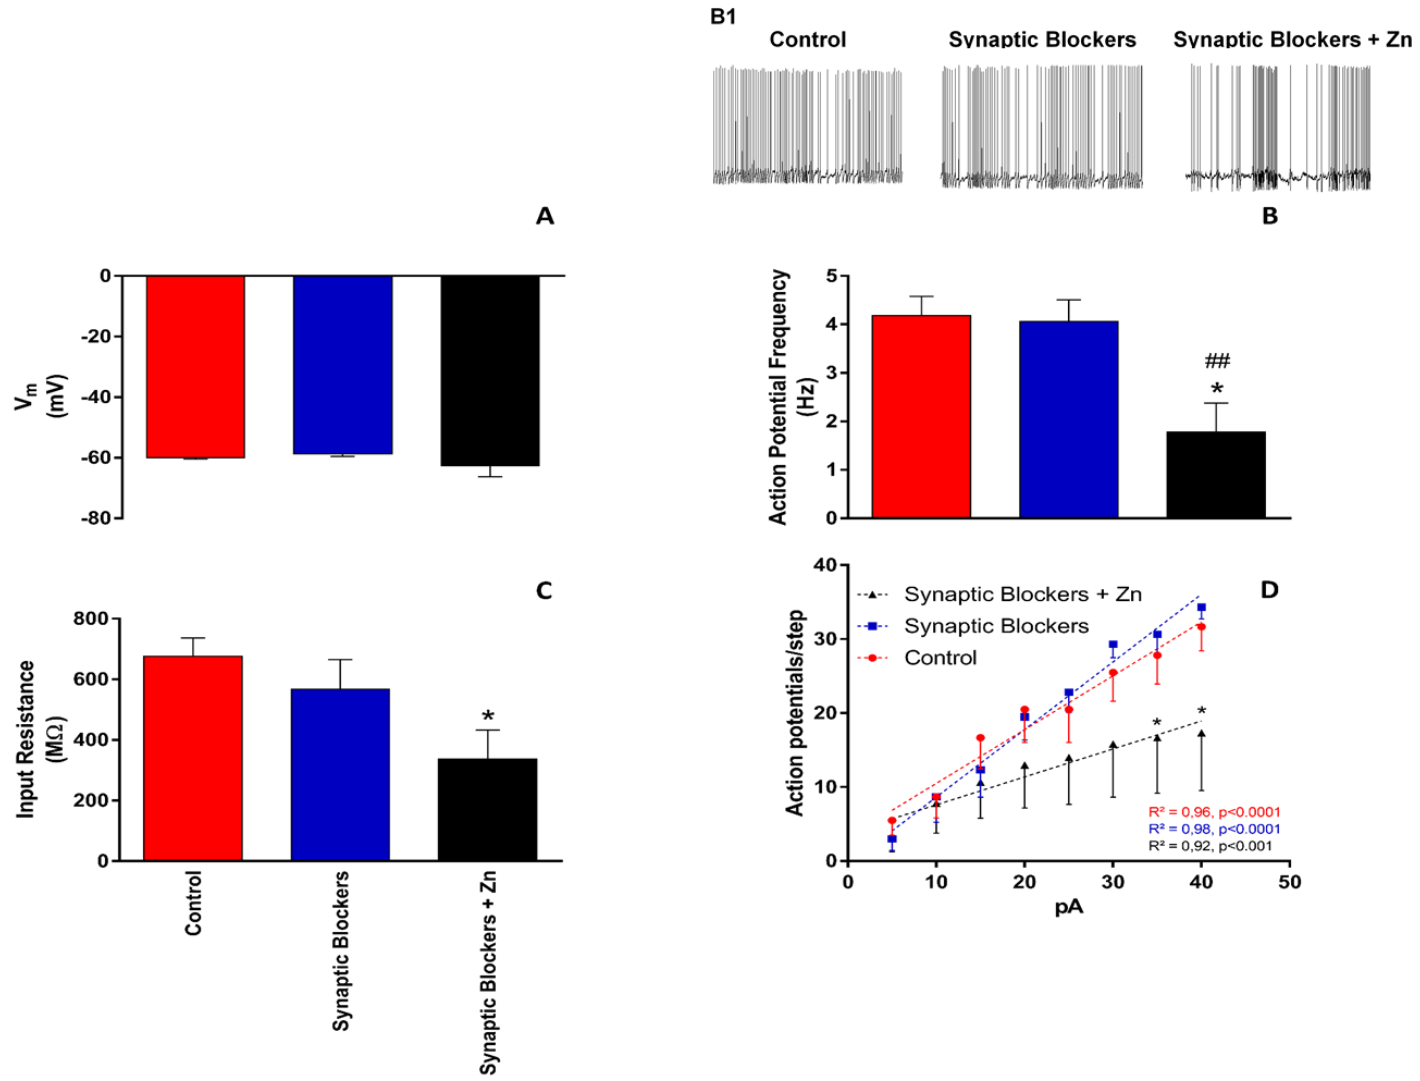 B1
Control
Synaptic Blockers
Synaptic Blockers + Zn
A
0
-20
-40
-60
-80
Vm
(mV)
B
5
4
3
2
1
0
Action Potential Frequency
(Hz)
##
*
C
800
600
400
200
0
Input Resistance
(MΩ)
*
Control
Synaptic Blockers
Synaptic Blockers + Zn
D
40
30
20
10
0
Action potentials/step
Synaptic Blockers + Zn
Synaptic Blockers
Control
*
*
R² = 0,96, p<0.0001
R² = 0,98, p<0.0001
R² = 0,92, p<0.001
0
10
20
30
40
50
pA